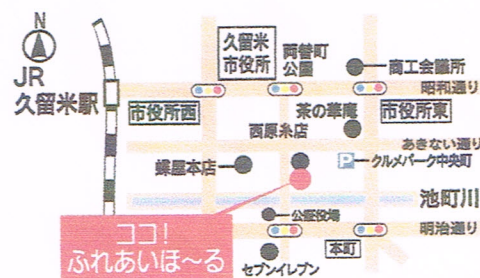 N
JR
久留米駅
久留米
市役所
両替町
公園
商工会議所
昭和通り
市役所西
茶の華庵
市役所東
西原糸店
あきない通り
蜂屋本店
P クルメパーク中央町
池町川
公証役場
明治通り
ココ!
ふれあいほ~る
本町
セブンイレブン